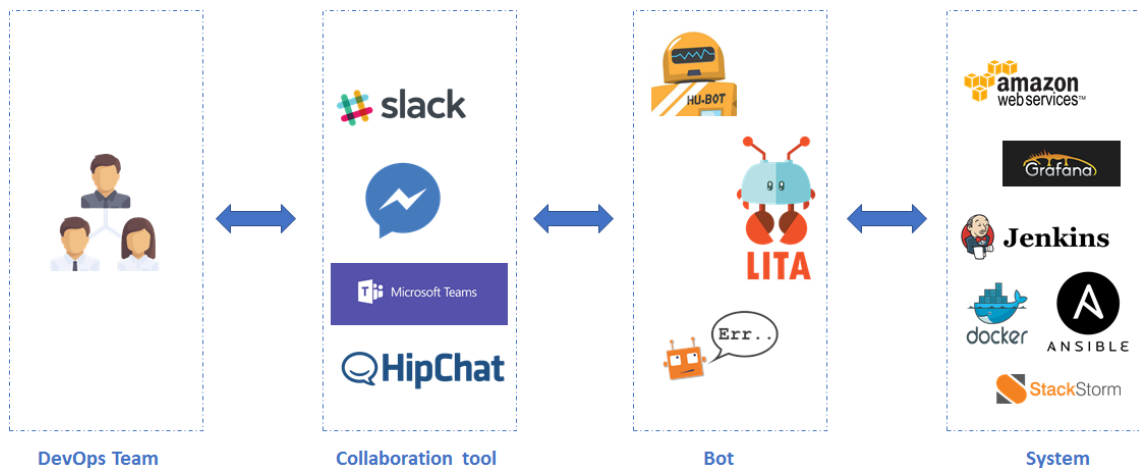 slack
Microsoft Teams
HipChat
HU-BOT
LITA
Err..
amazon
web services™
Grafana
Jenkins
docker
ANSIBLE
StackStorm
DevOps Team
Collaboration tool
Bot
System